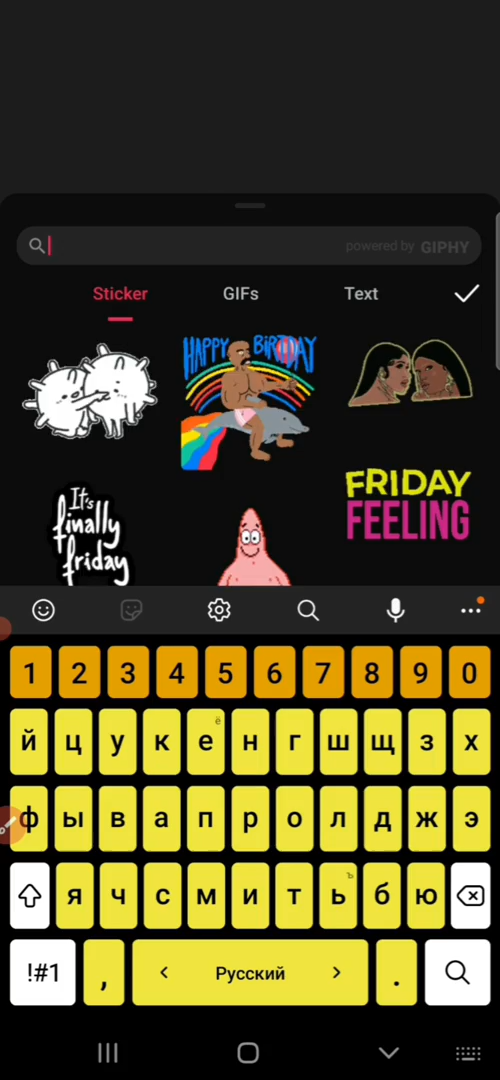 powered by GIPHY
Sticker GIFs Text
HAPPY BIRTHDAY
It's
finally
friday
FRIDAY
FEELING
1 2 3 4 5 6 7 8 9 0
ё
й ц у к е н г ш щ з х
ф ы в а п р о л д ж э
ъ
я ч с м и т ь б ю
!#1 , < Русский > .